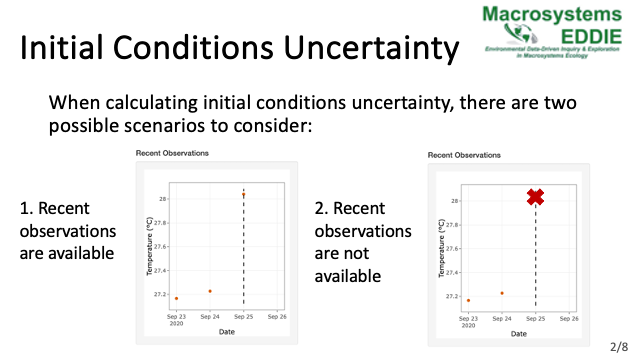 Macrosystems
EDDIE
Environmental Data-Driven Inquiry & Exploration
in Macrosystems Ecology
Initial Conditions Uncertainty
When calculating initial conditions uncertainty, there are two
possible scenarios to consider:
1. Recent
observations
are available
Recent Observations
Temperature (°C)
28
27.8
27.6
27.4
27.2
Sep 23
2020
Sep 24
Sep 25
Sep 26
Date
2. Recent
observations
are not
available
Recent Observations
Temperature (°C)
28
27.8
27.6
27.4
27.2
Sep 23
2020
Sep 24
Sep 25
Sep 26
Date
2/8